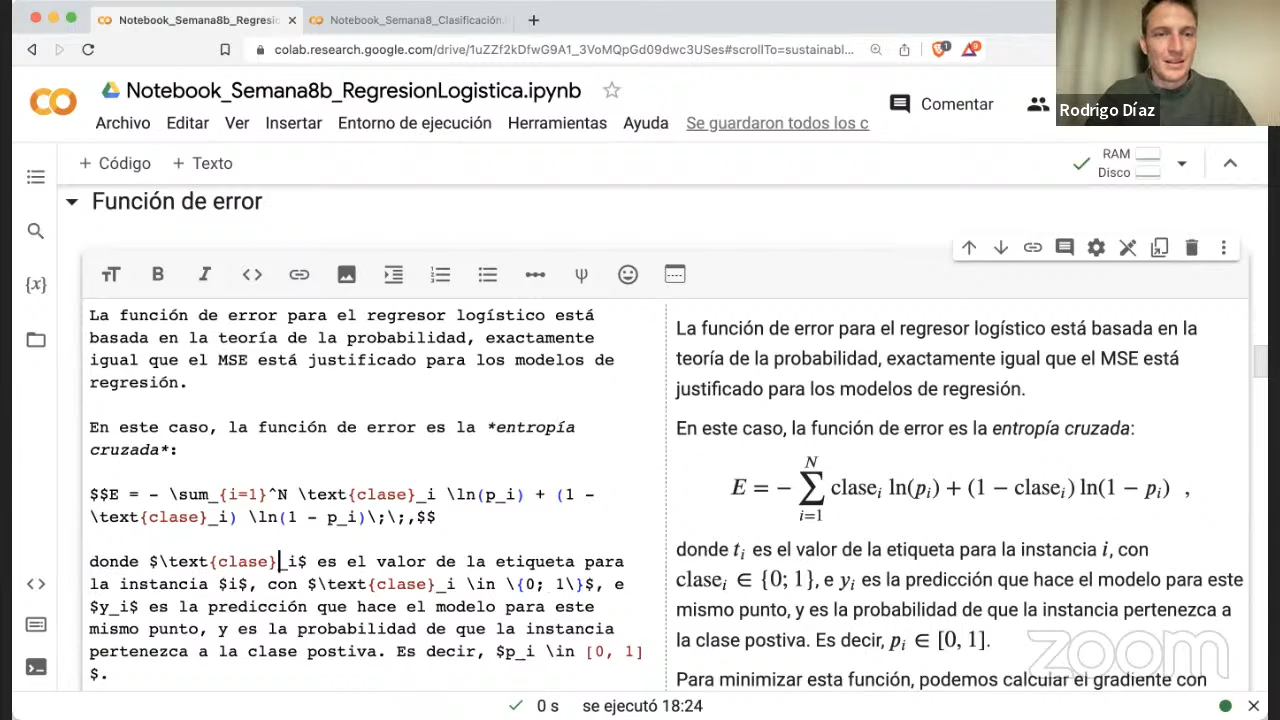 Notebook_Semana8b_Regresio
Notebook_Semana8_Clasificación.
colab.research.google.com/drive/1uZZf2kDfwG9A1_3VoMQpGd09dwc3USes#scrollTo=sustainabl...
1
9
Rodrigo Díaz
Notebook_Semana8b_RegresionLogistica.ipynb
Comentar
Archivo Editar Ver Insertar Entorno de ejecución Herramientas Ayuda Se guardaron todos los c
+ Código + Texto
RAM
Disco
Función de error
La función de error para el regresor logístico está
basada en la teoría de la probabilidad, exactamente
igual que el MSE está justificado para los modelos de
regresión.
En este caso, la función de error es la *entropía
cruzada*:
$$E = - \sum_{i=1}^N \text{clase}_i \ln(p_i) + (1 -
\text{clase}_i) \ln(1 - p_i)\;\;,$$
donde $\text{clase}_i$ es el valor de la etiqueta para
la instancia $i$, con $\text{clase}_i \in \{0; 1\}$, e
$y_i$ es la predicción que hace el modelo para este
mismo punto, y es la probabilidad de que la instancia
pertenezca a la clase postiva. Es decir, $p_i \in [0, 1]
$.
La función de error para el regresor logístico está basada en la
teoría de la probabilidad, exactamente igual que el MSE está
justificado para los modelos de regresión.
En este caso, la función de error es la entropía cruzada:
E = − ∑_{i=1}^{N} clase_i ln(p_i) + (1 − clase_i) ln(1 − p_i) ,
donde t_i es el valor de la etiqueta para la instancia i, con
clase_i ∈ {0; 1}, e y_i es la predicción que hace el modelo para este
mismo punto, y es la probabilidad de que la instancia pertenezca a
la clase postiva. Es decir, p_i ∈ [0, 1].
Para minimizar esta función, podemos calcular el gradiente con
zoom
0 s se ejecutó 18:24